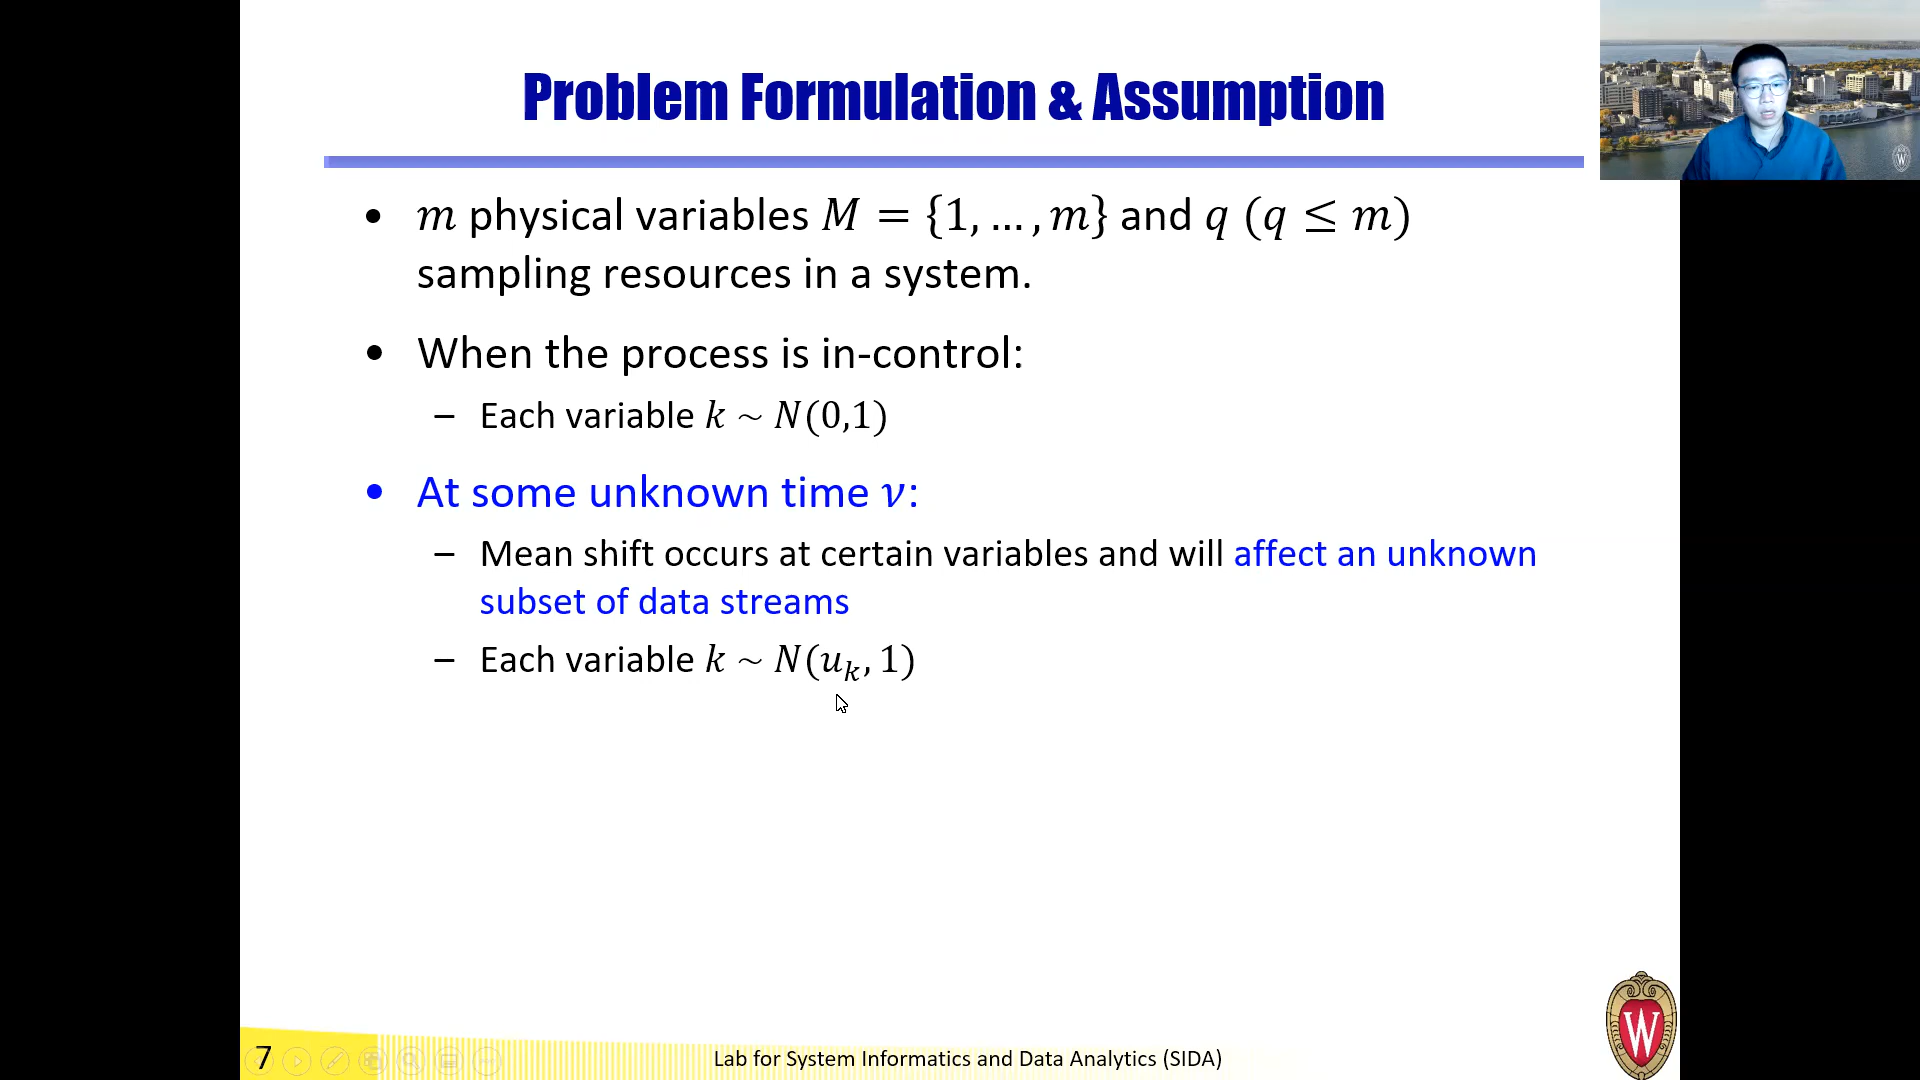 Problem Formulation & Assumption
• m physical variables M = {1, ... , m} and q (q ≤ m)
sampling resources in a system.
• When the process is in-control:
– Each variable k ~ N(0,1)
• At some unknown time ν:
– Mean shift occurs at certain variables and will affect an unknown
subset of data streams
– Each variable k ~ N(u_k, 1)
7
Lab for System Informatics and Data Analytics (SIDA)
W
W